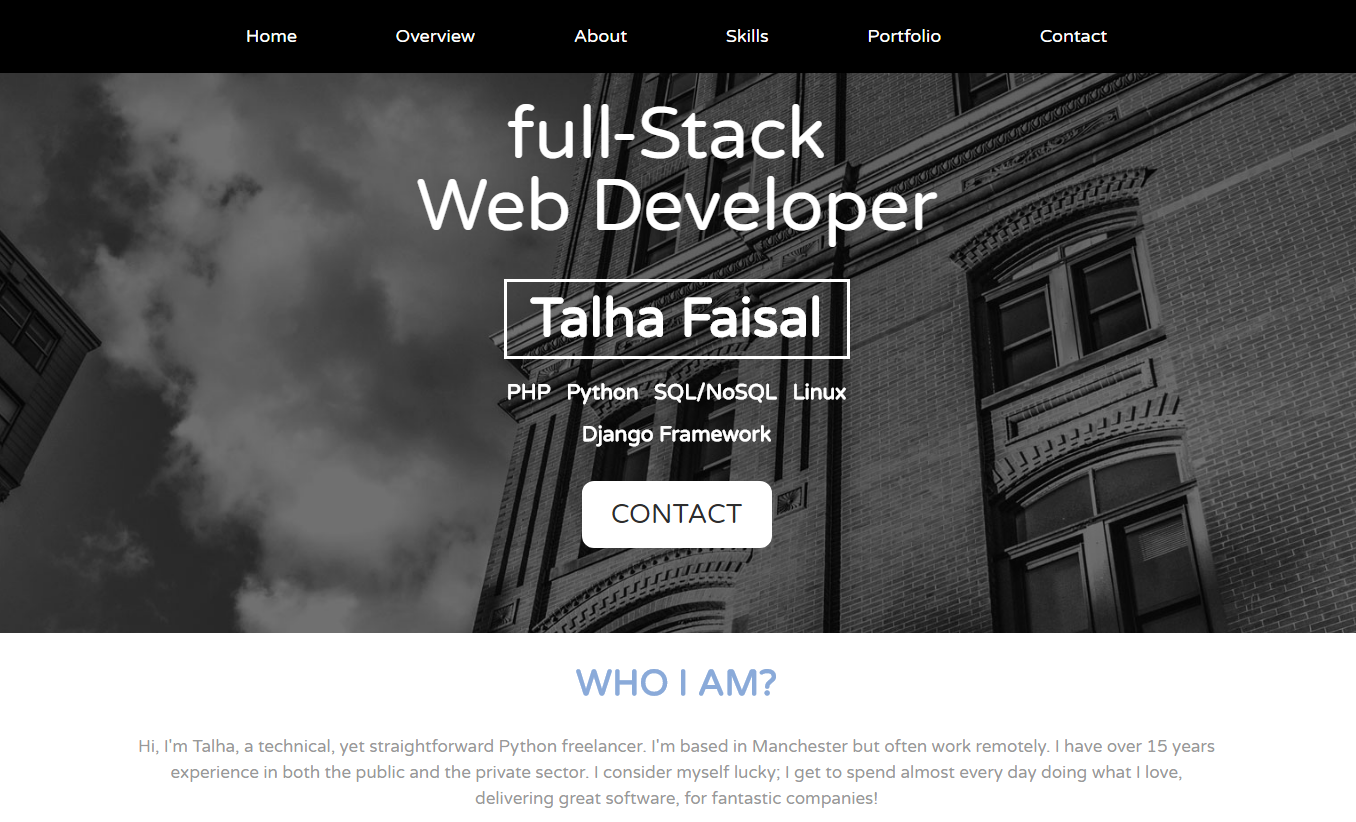 Home Overview About Skills Portfolio Contact
full-Stack
Web Developer
Talha Faisal
PHP Python SQL/NoSQL Linux
Django Framework
CONTACT
WHO I AM?
Hi, I'm Talha, a technical, yet straightforward Python freelancer. I'm based in Manchester but often work remotely. I have over 15 years
experience in both the public and the private sector. I consider myself lucky; I get to spend almost every day doing what I love,
delivering great software, for fantastic companies!